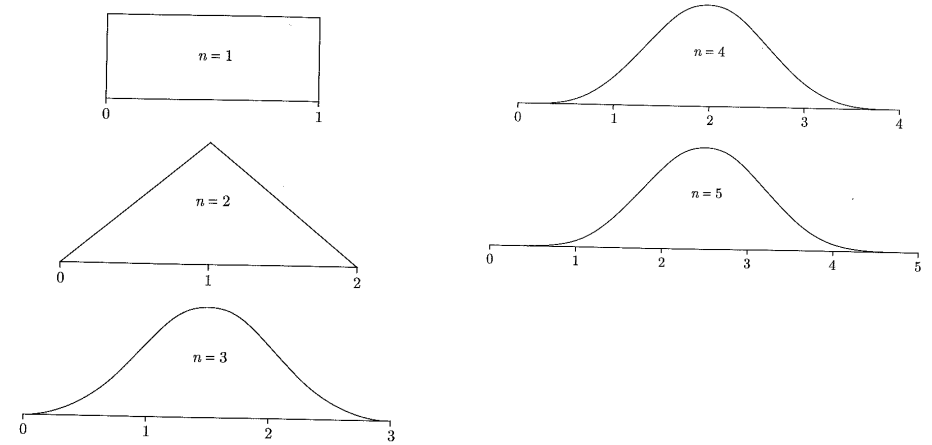 n = 1
0 1
n = 2
0 1 2
n = 3
0 1 2 3
n = 4
0 1 2 3 4
n = 5
0 1 2 3 4 5